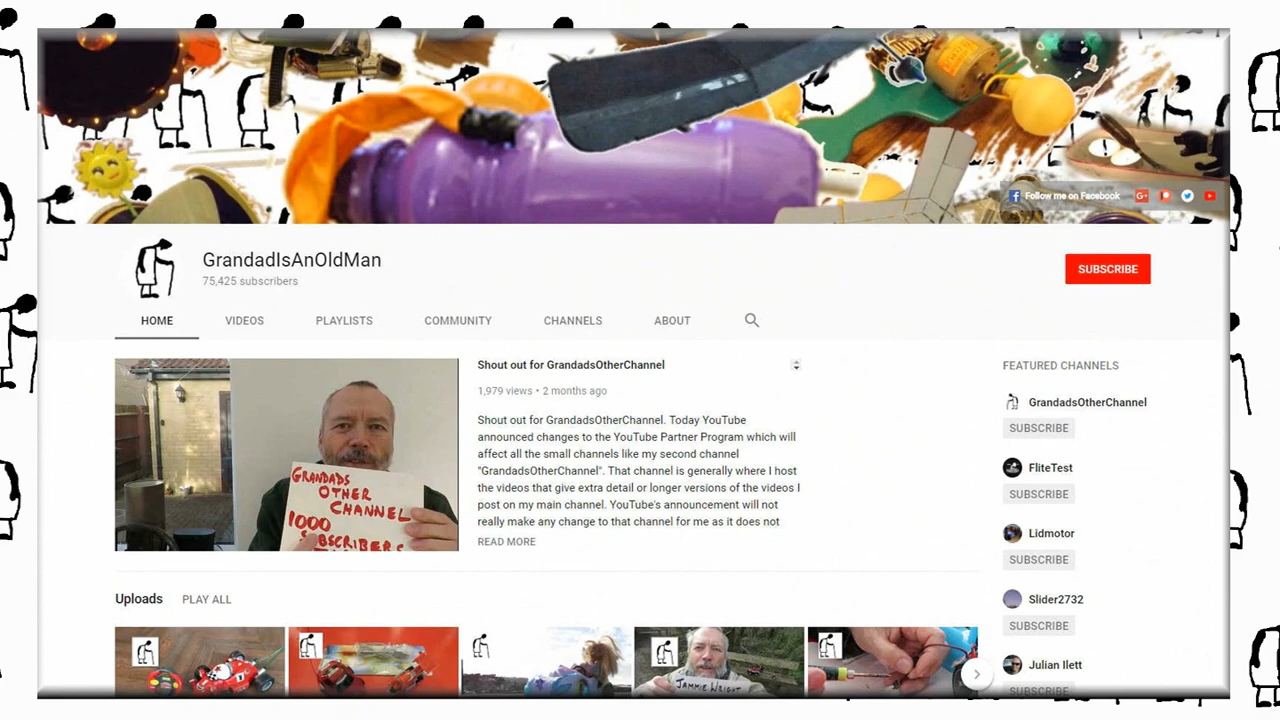 Follow me on Facebook
GrandadIsAnOldMan
75,425 subscribers
SUBSCRIBE
HOME VIDEOS PLAYLISTS COMMUNITY CHANNELS ABOUT
GRANDADS
OTHER
CHANNEL
1000
Shout out for GrandadsOtherChannel
1,979 views • 2 months ago
Shout out for GrandadsOtherChannel. Today YouTube
announced changes to the YouTube Partner Program which will
affect all the small channels like my second channel
"GrandadsOtherChannel". That channel is generally where I host
the videos that give extra detail or longer versions of the videos I
post on my main channel. YouTube's announcement will not
really make any change to that channel for me as it does not
READ MORE
FEATURED CHANNELS
GrandadsOtherChannel
SUBSCRIBE
FliteTest
SUBSCRIBE
Lidmotor
SUBSCRIBE
Slider2732
SUBSCRIBE
Julian Ilett
SUBSCRIBE
Uploads PLAY ALL
JAMMIE WRIGHT